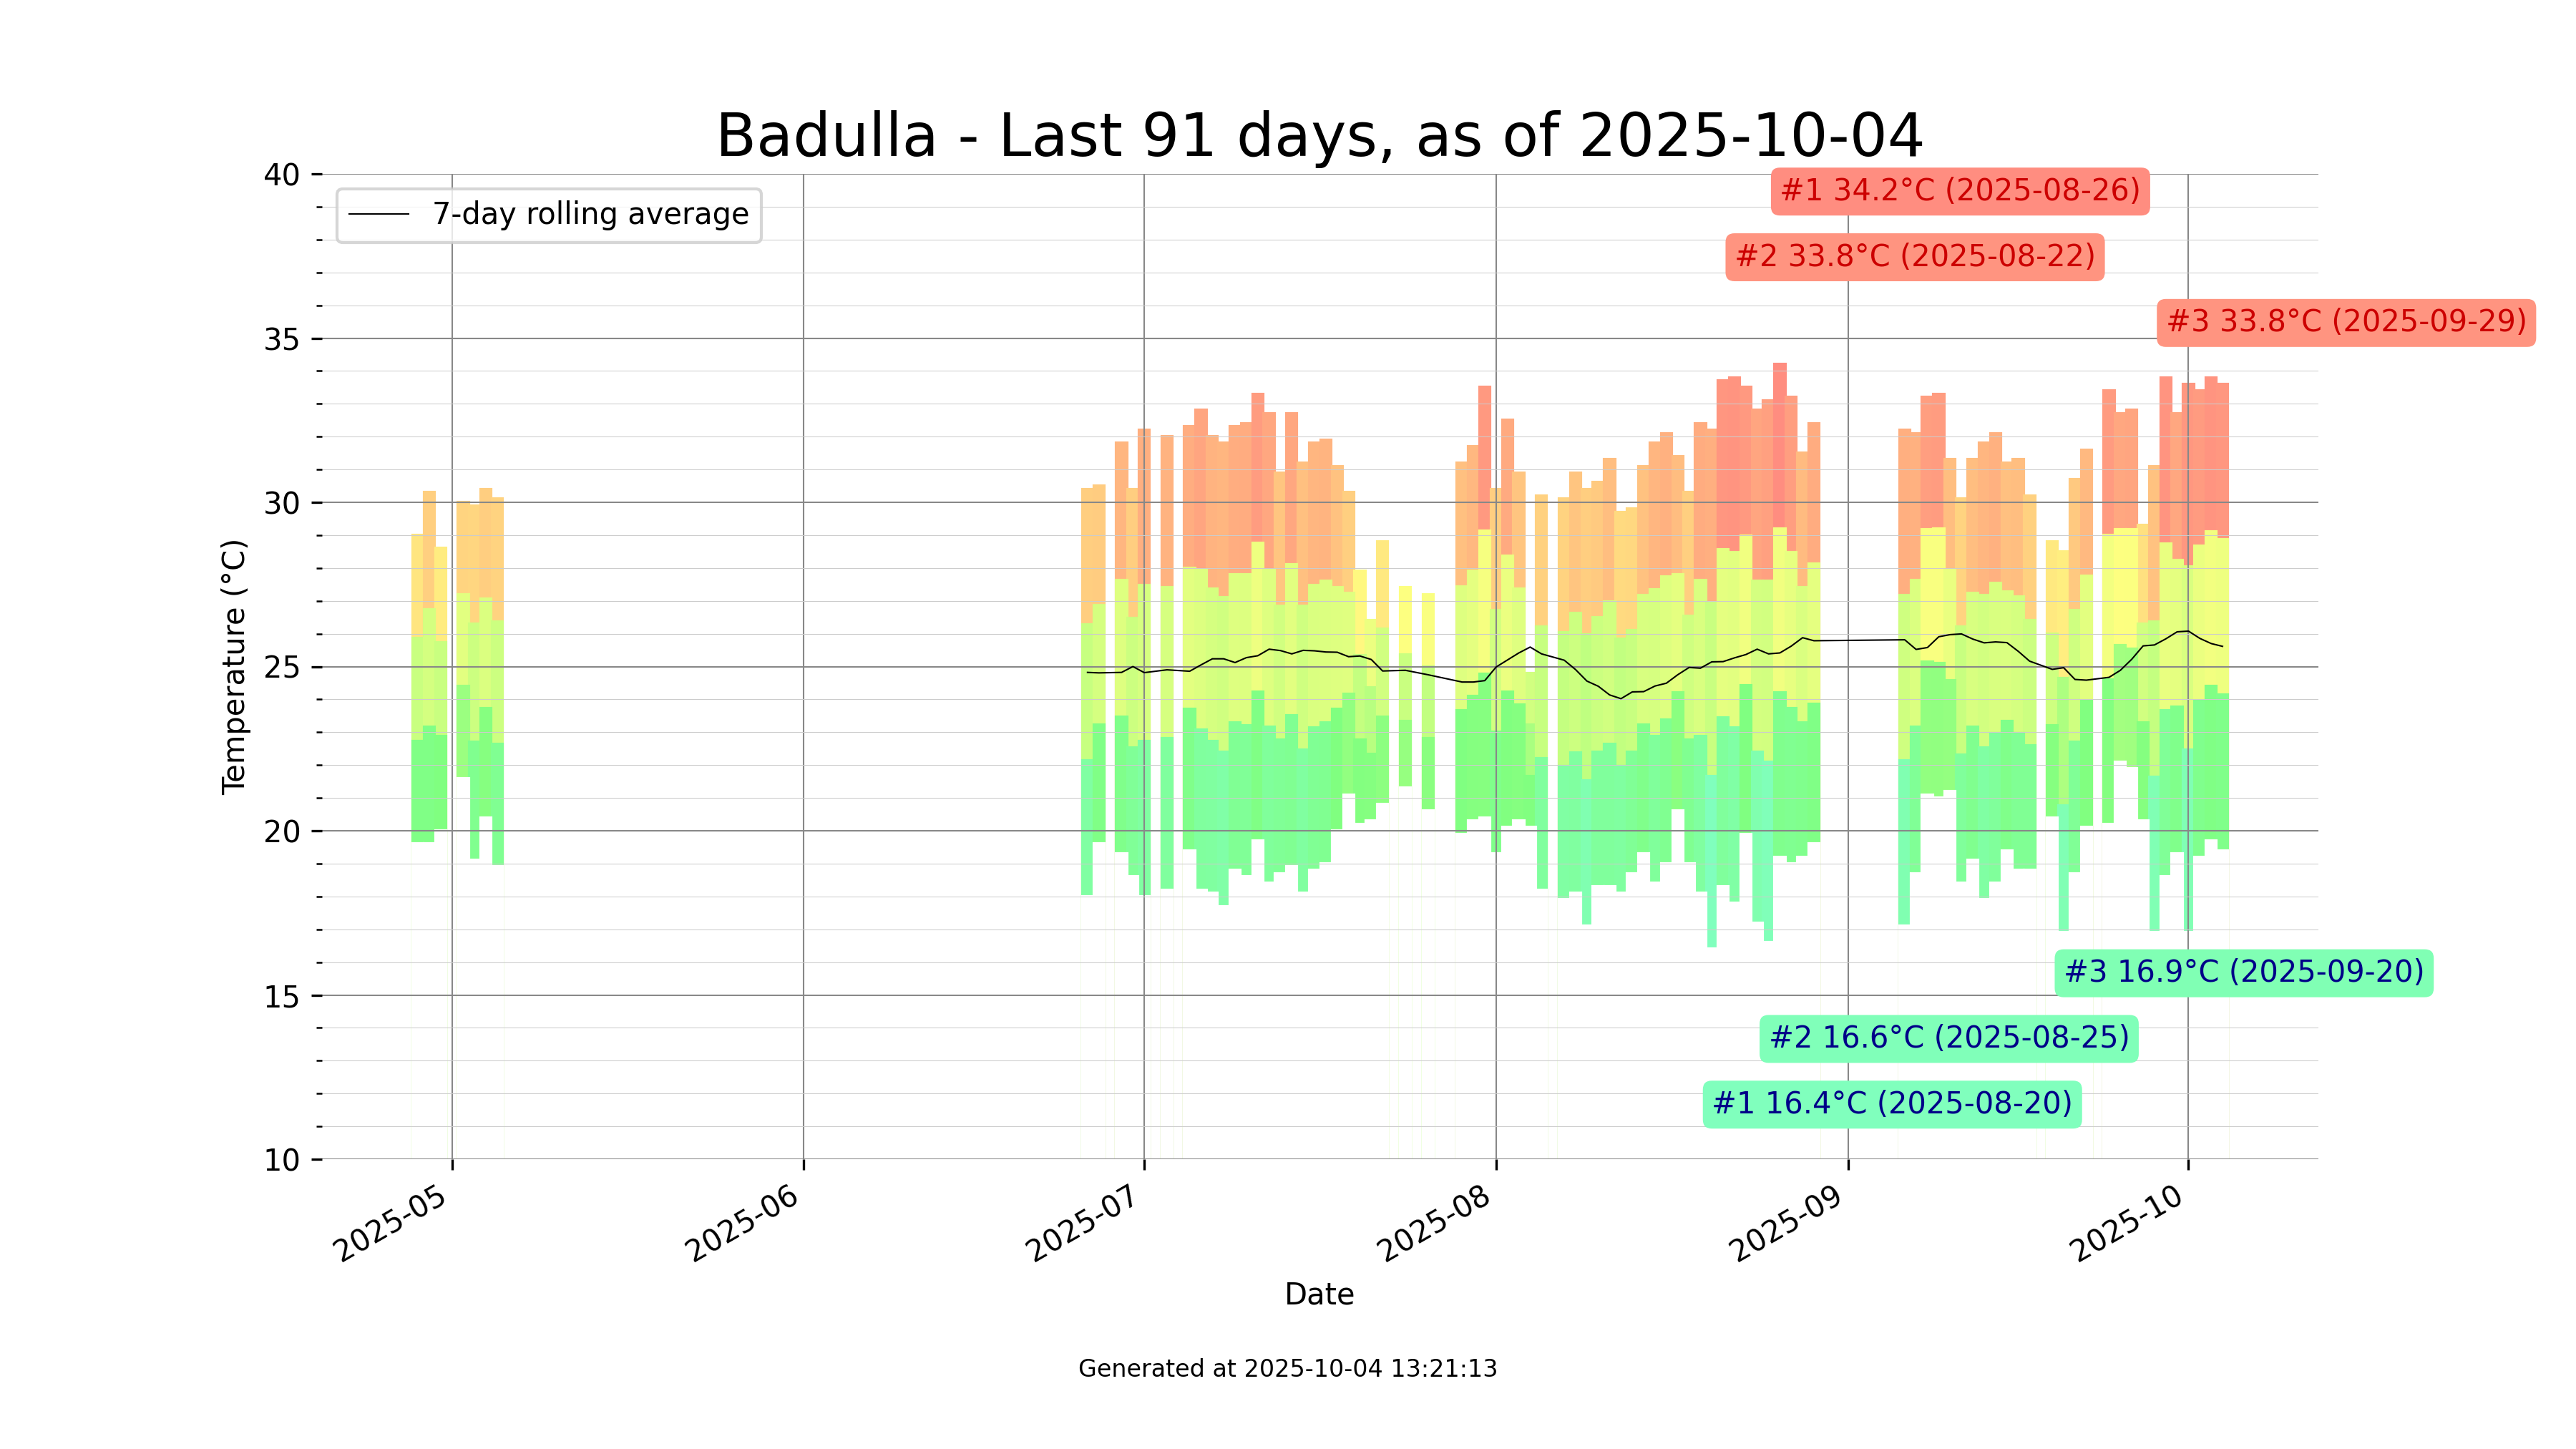 Badulla - Last 91 days, as of 2025-10-04
40
35
30
25
20
15
10
Temperature (°C)
7-day rolling average
#1 34.2°C (2025-08-26)
#2 33.8°C (2025-08-22)
#3 33.8°C (2025-09-29)
#3 16.9°C (2025-09-20)
#2 16.6°C (2025-08-25)
#1 16.4°C (2025-08-20)
2025-05
2025-06
2025-07
2025-08
2025-09
2025-10
Date
Generated at 2025-10-04 13:21:13